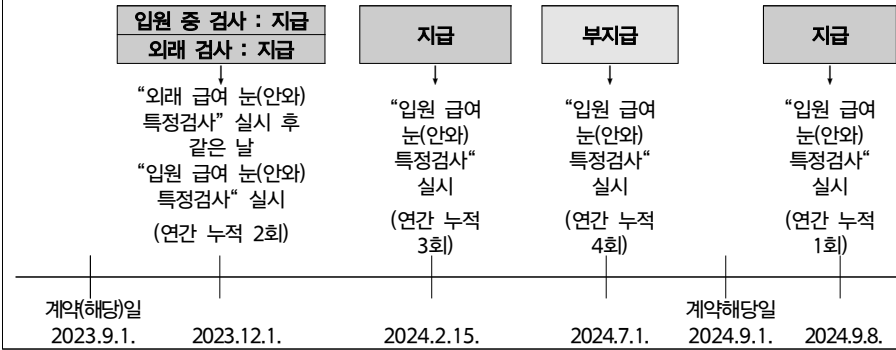 입원 중 검사 : 지급
외래 검사 : 지급
지급
부지급
지급
“외래 급여 눈(안와)
특정검사” 실시 후
같은 날
“입원 급여 눈(안와)
특정검사“ 실시
(연간 누적 2회)
“입원 급여
눈(안와)
특정검사“
실시
(연간 누적
3회)
“입원 급여
눈(안와)
특정검사“
실시
(연간 누적
4회)
“입원 급여
눈(안와)
특정검사“
실시
(연간 누적
1회)
계약(해당)일
2023.9.1.
2023.12.1.
2024.2.15.
2024.7.1.
계약해당일
2024.9.1.
2024.9.8.